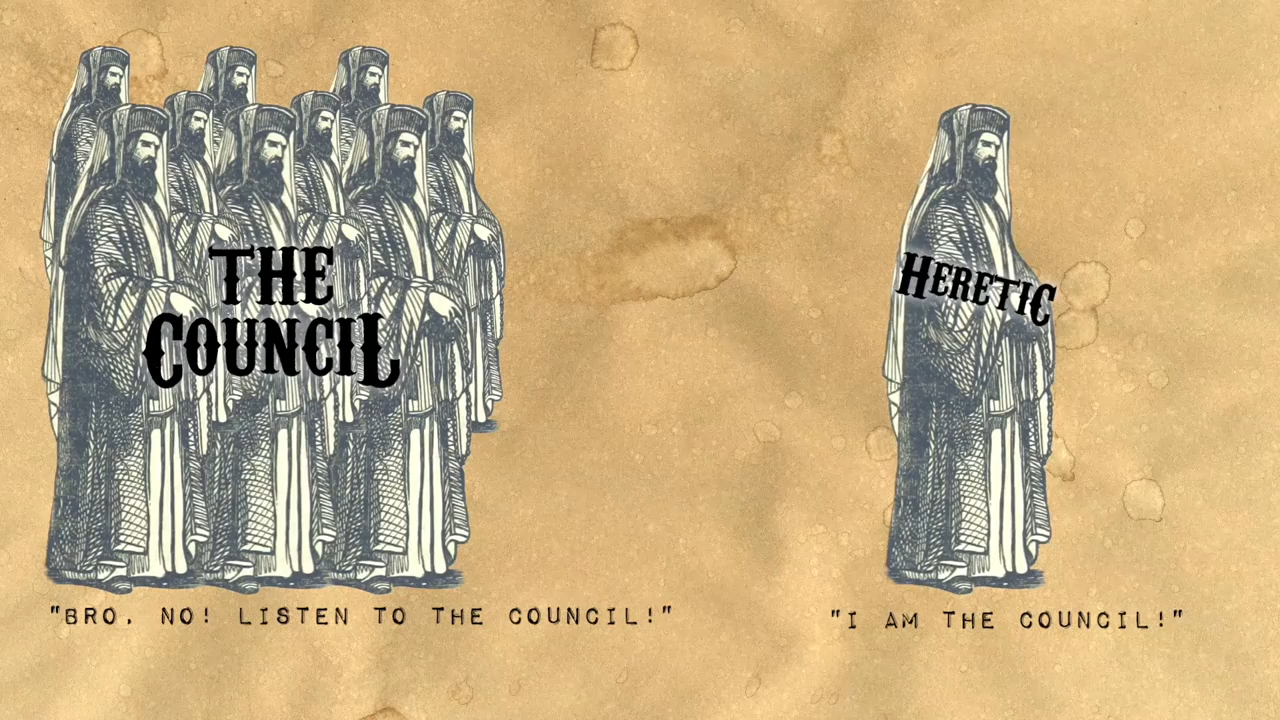 THE
COUNCIL
HERETIC
"BRO, NO! LISTEN TO THE COUNCIL!"
"I AM THE COUNCIL!"